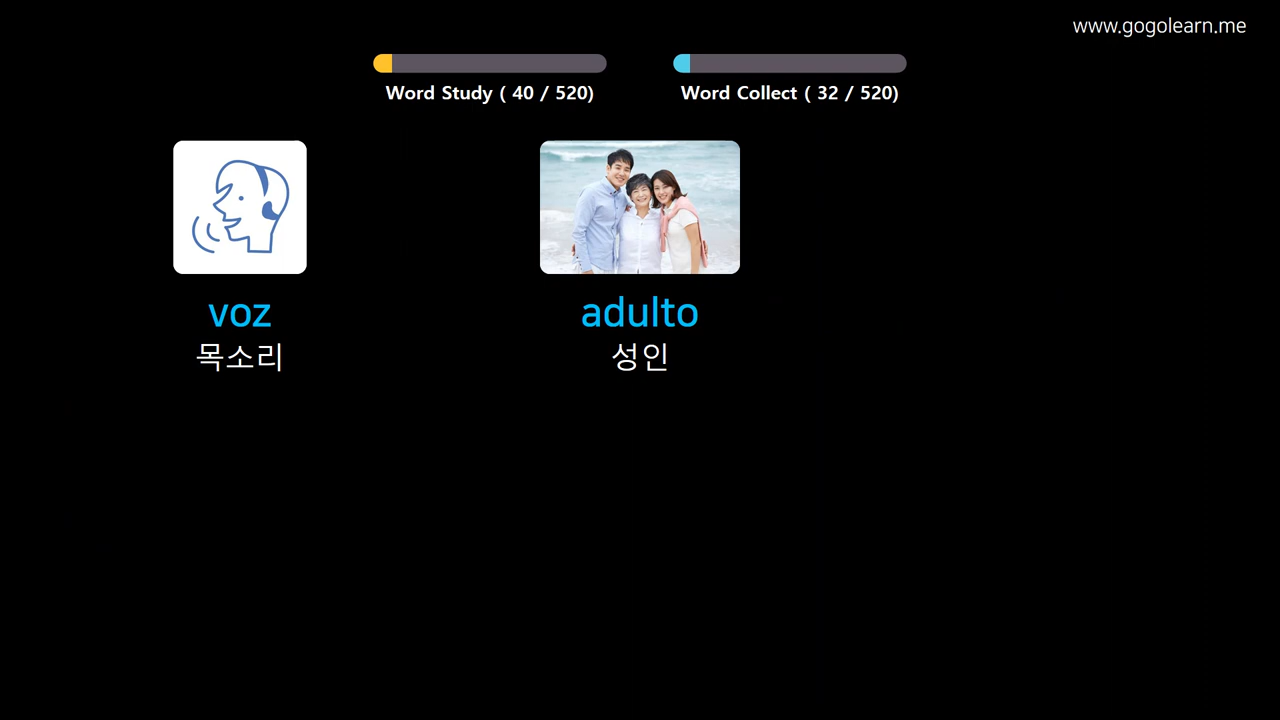 www.gogolearn.me
Word Study ( 40 / 520)
Word Collect ( 32 / 520)
voz
목소리
adulto
성인